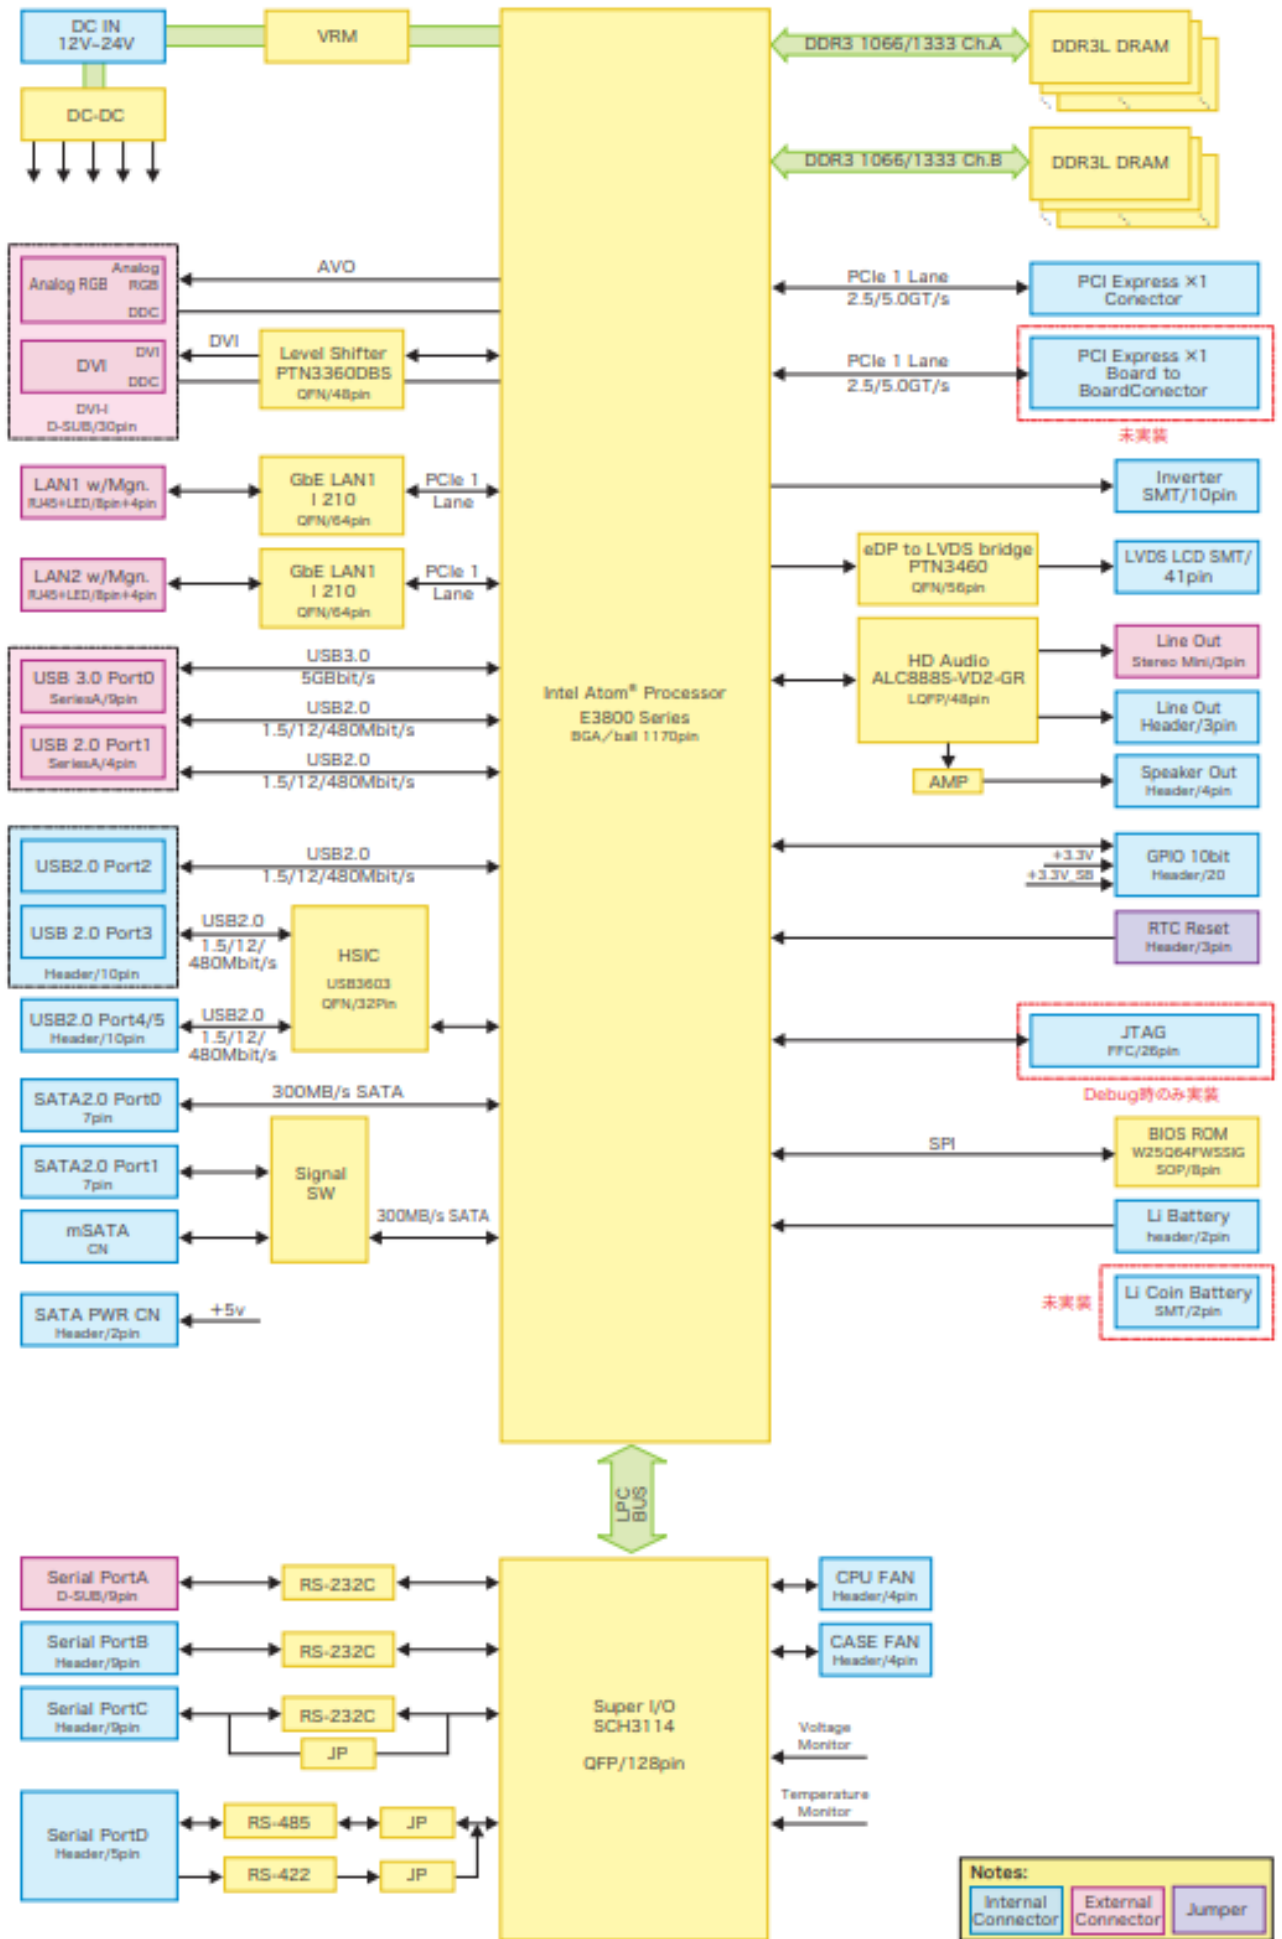 DC IN
12V~24V
VRM
DC-DC
DDR3 1066/1333 Ch.A
DDR3L DRAM
DDR3 1066/1333 Ch.B
DDR3L DRAM
Analog RGB
Analog
RGB
DDC
AVO
DVI
DVI
DDC
DVI-I
D-SUB/30pin
DVI
Level Shifter
PTN3360DBS
QFN/48pin
PCIe 1 Lane
2.5/5.0GT/s
PCI Express ×1
Conector
PCIe 1 Lane
2.5/5.0GT/s
PCI Express ×1
Board to
BoardConector
未実装
LAN1 w/Mgn.
RJ45+LED/8pin+4pin
GbE LAN1
I 210
QFN/64pin
PCIe 1
Lane
LAN2 w/Mgn.
RJ45+LED/8pin+4pin
GbE LAN1
I 210
QFN/64pin
PCIe 1
Lane
Inverter
SMT/10pin
eDP to LVDS bridge
PTN3460
QFN/56pin
LVDS LCD SMT/
41pin
USB 3.0 Port0
SeriesA/9pin
USB 2.0 Port1
SeriesA/4pin
USB3.0
5GBbit/s
USB2.0
1.5/12/480Mbit/s
USB2.0
1.5/12/480Mbit/s
Intel Atom® Processor
E3800 Series
BGA/ball 1170pin
HD Audio
ALC888S-VD2-GR
LQFP/48pin
AMP
Line Out
Stereo Mini/3pin
Line Out
Header/3pin
Speaker Out
Header/4pin
USB2.0 Port2
USB 2.0 Port3
Header/10pin
USB2.0
1.5/12/480Mbit/s
USB2.0
1.5/12/
480Mbit/s
HSIC
USB3603
QFN/32Pin
USB2.0 Port4/5
Header/10pin
USB2.0
1.5/12/
480Mbit/s
+3.3V
+3.3V_SB
GPIO 10bit
Header/20
RTC Reset
Header/3pin
JTAG
FFC/26pin
Debug時のみ実装
SATA2.0 Port0
7pin
300MB/s SATA
SATA2.0 Port1
7pin
Signal
SW
mSATA
CN
300MB/s SATA
SATA PWR CN
Header/2pin
+5v
SPI
BIOS ROM
W25Q64FWSSIG
SOP/8pin
Li Battery
header/2pin
未実装
Li Coin Battery
SMT/2pin
LPC
BUS
Serial PortA
D-SUB/9pin
RS-232C
Serial PortB
Header/9pin
RS-232C
Serial PortC
Header/9pin
RS-232C
JP
Serial PortD
Header/5pin
RS-485
JP
RS-422
JP
Super I/O
SCH3114
QFP/128pin
CPU FAN
Header/4pin
CASE FAN
Header/4pin
Voltage
Monitor
Temperature
Monitor
Notes:
Internal
Connector
External
Connector
Jumper